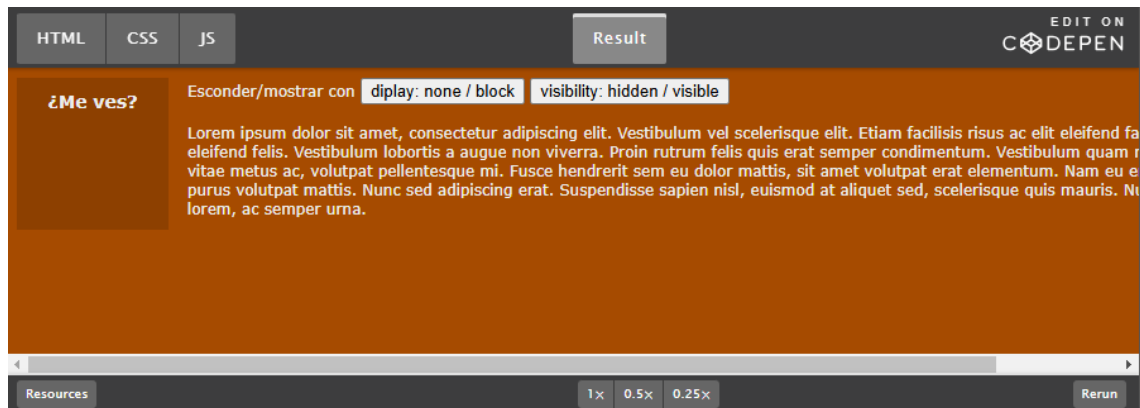 HTML CSS JS Result EDIT ON
CODEPEN
¿Me ves?
Esconder/mostrar con diplay: none / block visibility: hidden / visible
Lorem ipsum dolor sit amet, consectetur adipiscing elit. Vestibulum vel scelerisque elit. Etiam facilisis risus ac elit eleifend fa
eleifend felis. Vestibulum lobortis a augue non viverra. Proin rutrum felis quis erat semper condimentum. Vestibulum quam
vitae metus ac, volutpat pellentesque mi. Fusce hendrerit sem eu dolor mattis, sit amet volutpat erat elementum. Nam eu e
purus volutpat mattis. Nunc sed adipiscing erat. Suspendisse sapien nisl, euismod at aliquet sed, scelerisque quis mauris.
lorem, ac semper urna.
Resources 1x 0.5x 0.25x Rerun